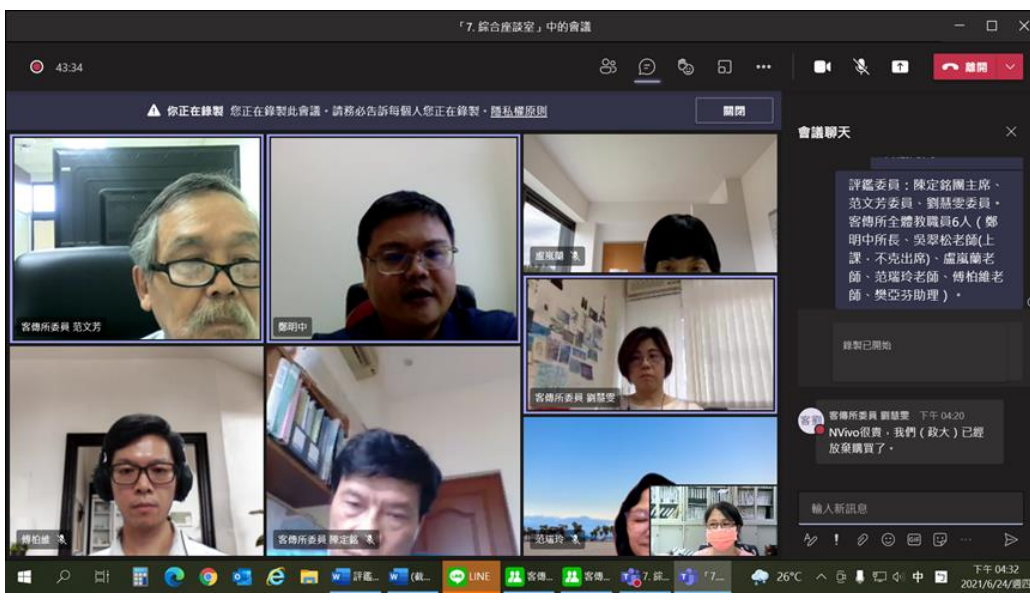 「7. 綜合座談室」中的會議
43:34
離開
你正在錄製 您正在錄製此會議。請務必告訴每個人您正在錄製。隱私權原則
關閉
會議聊天
評鑑委員：陳定銘團主席、
范文芳委員、劉慧雯委員。
客傳所全體教職員6人（鄭
明中所長、吳翠松老師(上
課，不克出席)、盧嵐蘭老
師、范瑞玲老師、傅柏維老
師、樊亞芬助理）。
錄製已開始
客傳所委員 劉慧雯 下午 04:20
NVivo很貴，我們（政大）已經
放棄購買了。
輸入新訊息
客傳所委員 范文芳
鄭明中
盧嵐蘭
客傳所委員 劉慧雯
傅柏維
客傳所委員 陳定銘
范瑞玲
評鑑...
(截...
LINE
客傳...
客傳...
7. 綜...
「7...
26°C
中
下午 04:32
2021/6/24/週四